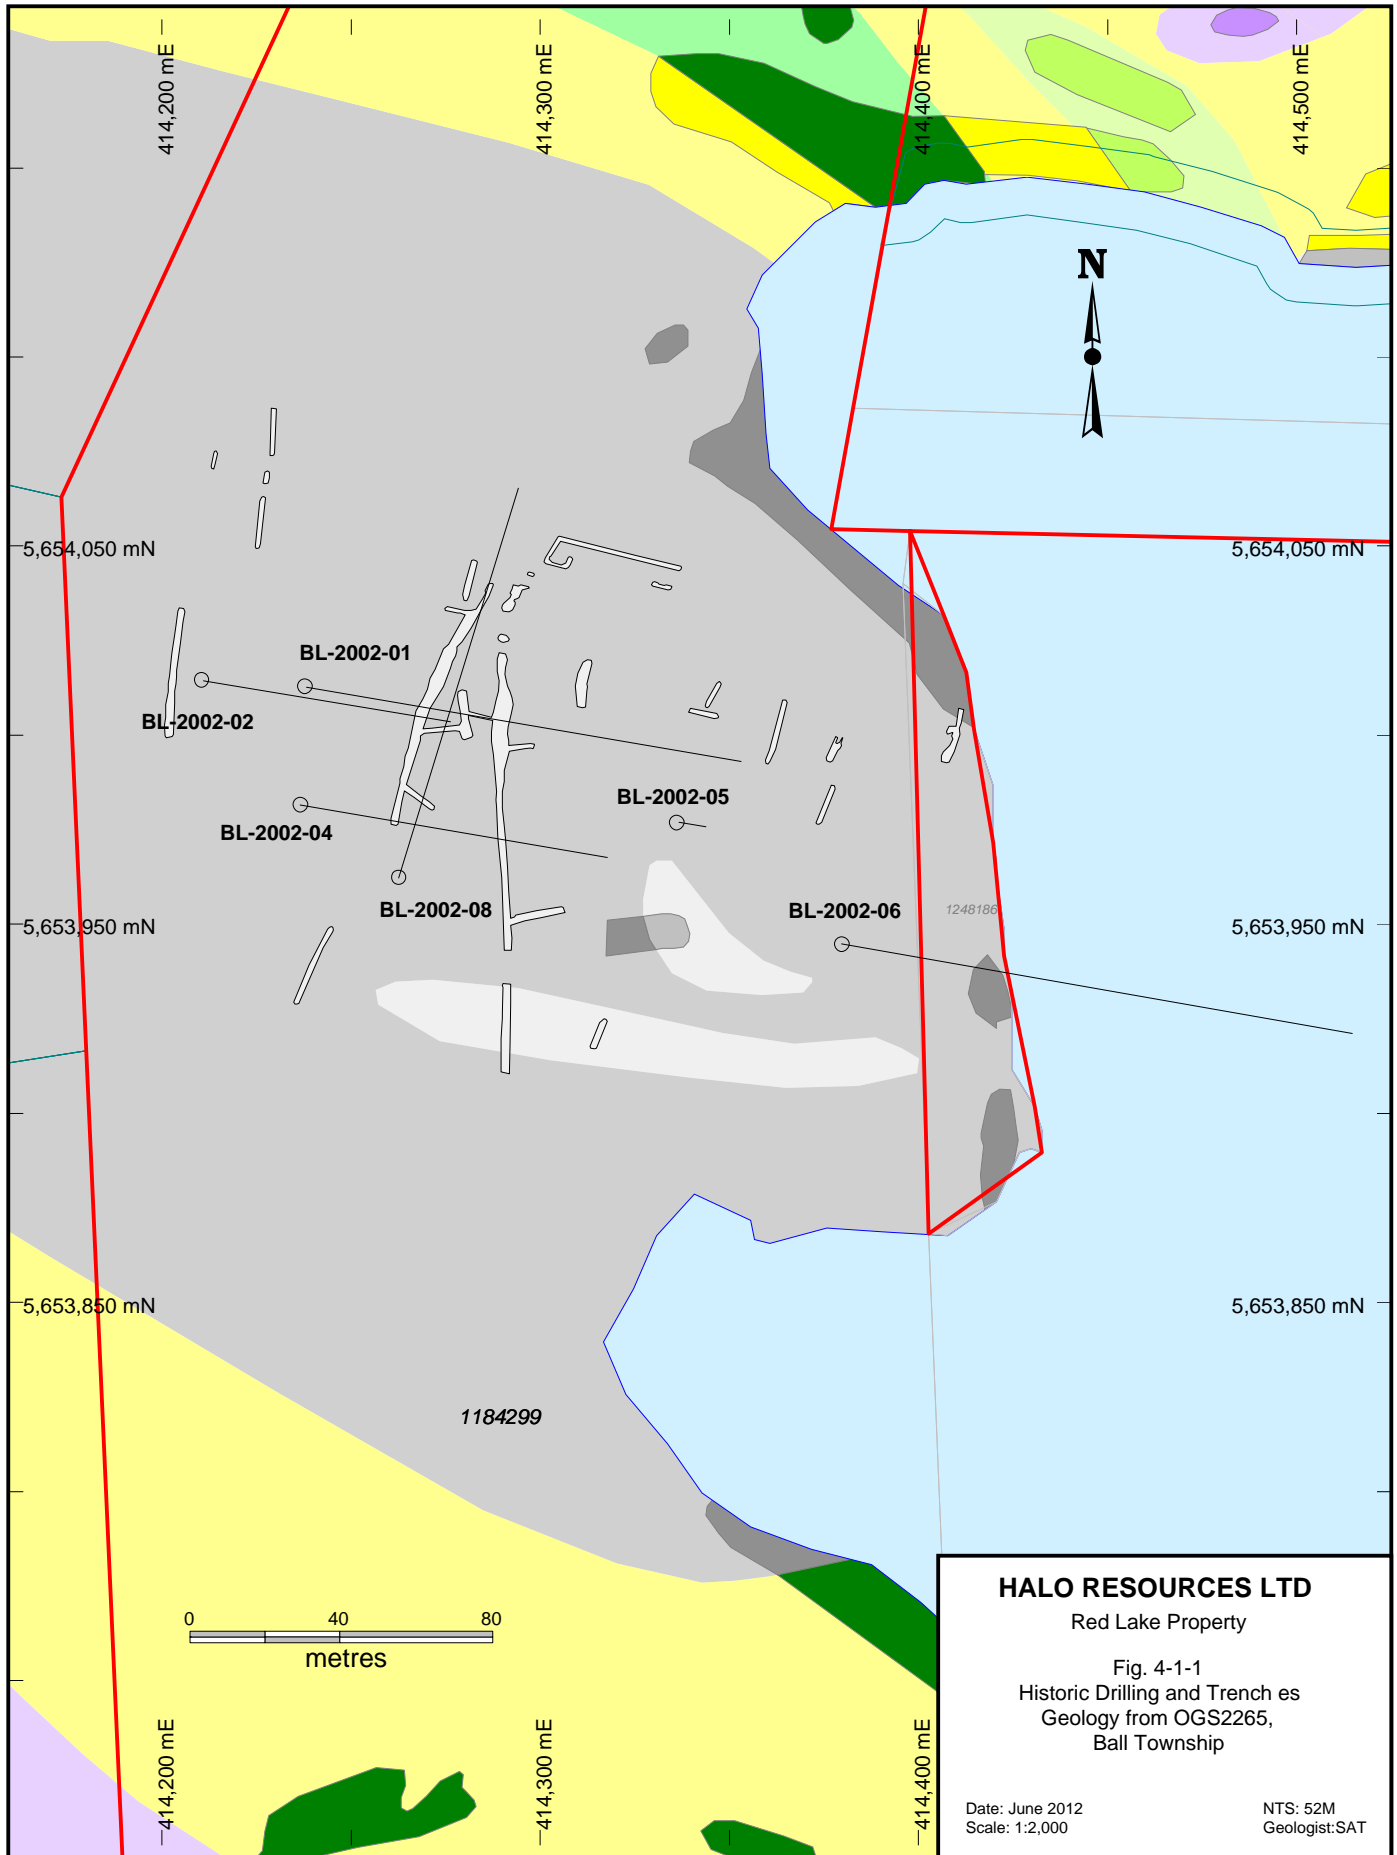 414,200 mE
414,300 mE
414,400 mE
414,500 mE
N
5,654,050 mN
5,654,050 mN
BL-2002-01
BL-2002-02
BL-2002-05
BL-2002-04
BL-2002-08
BL-2002-06
1248186
5,653,950 mN
5,653,950 mN
5,653,850 mN
5,653,850 mN
1184299
0 40 80
metres
414,200 mE
414,300 mE
414,400 mE
HALO RESOURCES LTD
Red Lake Property
Fig. 4-1-1
Historic Drilling and Trench es
Geology from OGS2265,
Ball Township
Date: June 2012
NTS: 52M
Scale: 1:2,000
Geologist:SAT